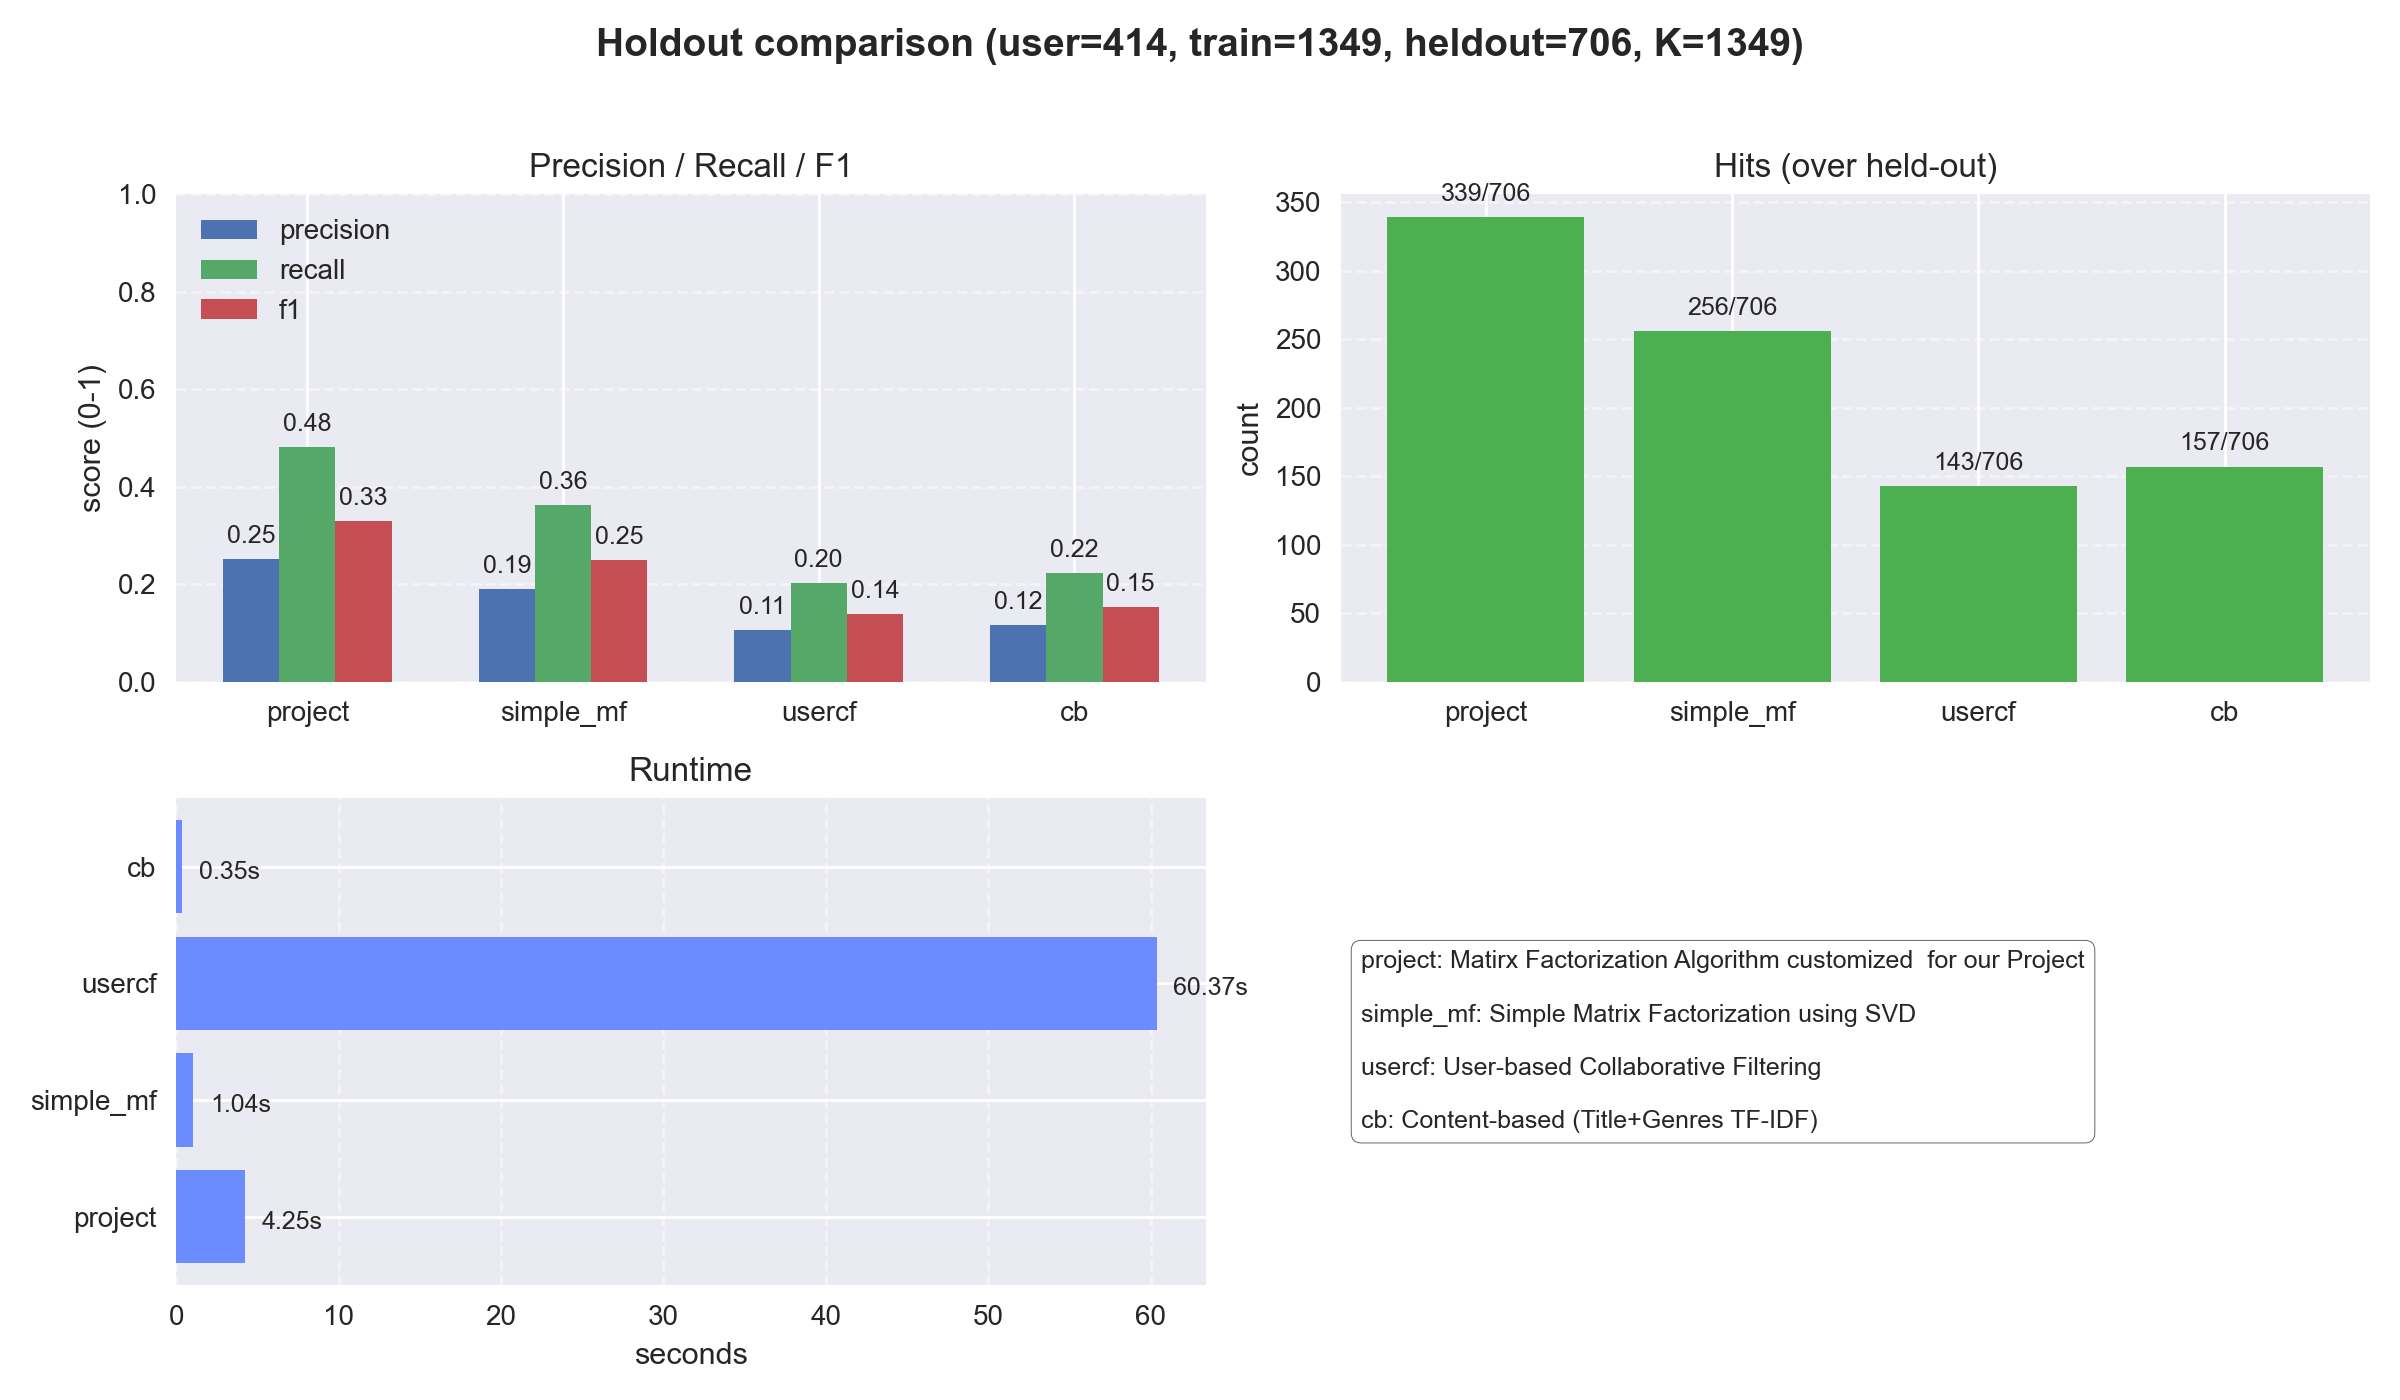 Holdout comparison (user=414, train=1349, heldout=706, K=1349)
Precision / Recall / F1
score (0-1)
1.0
0.8
0.6
0.4
0.2
0.0
precision
recall
f1
0.25
0.48
0.33
0.19
0.36
0.25
0.11
0.20
0.14
0.12
0.22
0.15
project
simple_mf
usercf
cb
Hits (over held-out)
count
350
300
250
200
150
100
50
0
339/706
256/706
143/706
157/706
project
simple_mf
usercf
cb
Runtime
cb
0.35s
usercf
60.37s
simple_mf
1.04s
project
4.25s
0
10
20
30
40
50
60
seconds
project: Matirx Factorization Algorithm customized  for our Project
simple_mf: Simple Matrix Factorization using SVD
usercf: User-based Collaborative Filtering
cb: Content-based (Title+Genres TF-IDF)